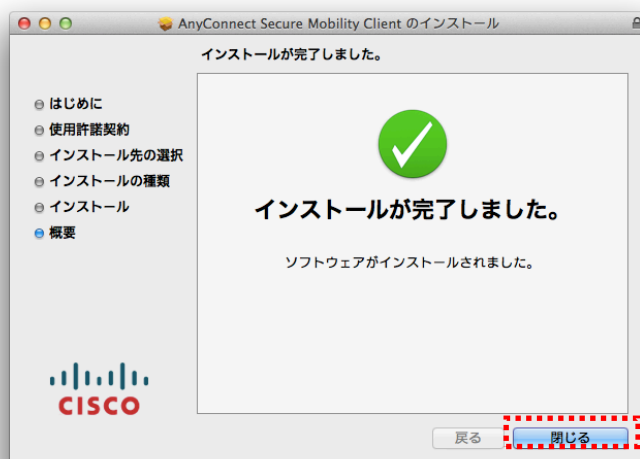 AnyConnect Secure Mobility Client のインストール
インストールが完了しました。
はじめに
使用許諾契約
インストール先の選択
インストールの種類
インストール
概要
インストールが完了しました。
ソフトウェアがインストールされました。
CISCO
戻る
閉じる